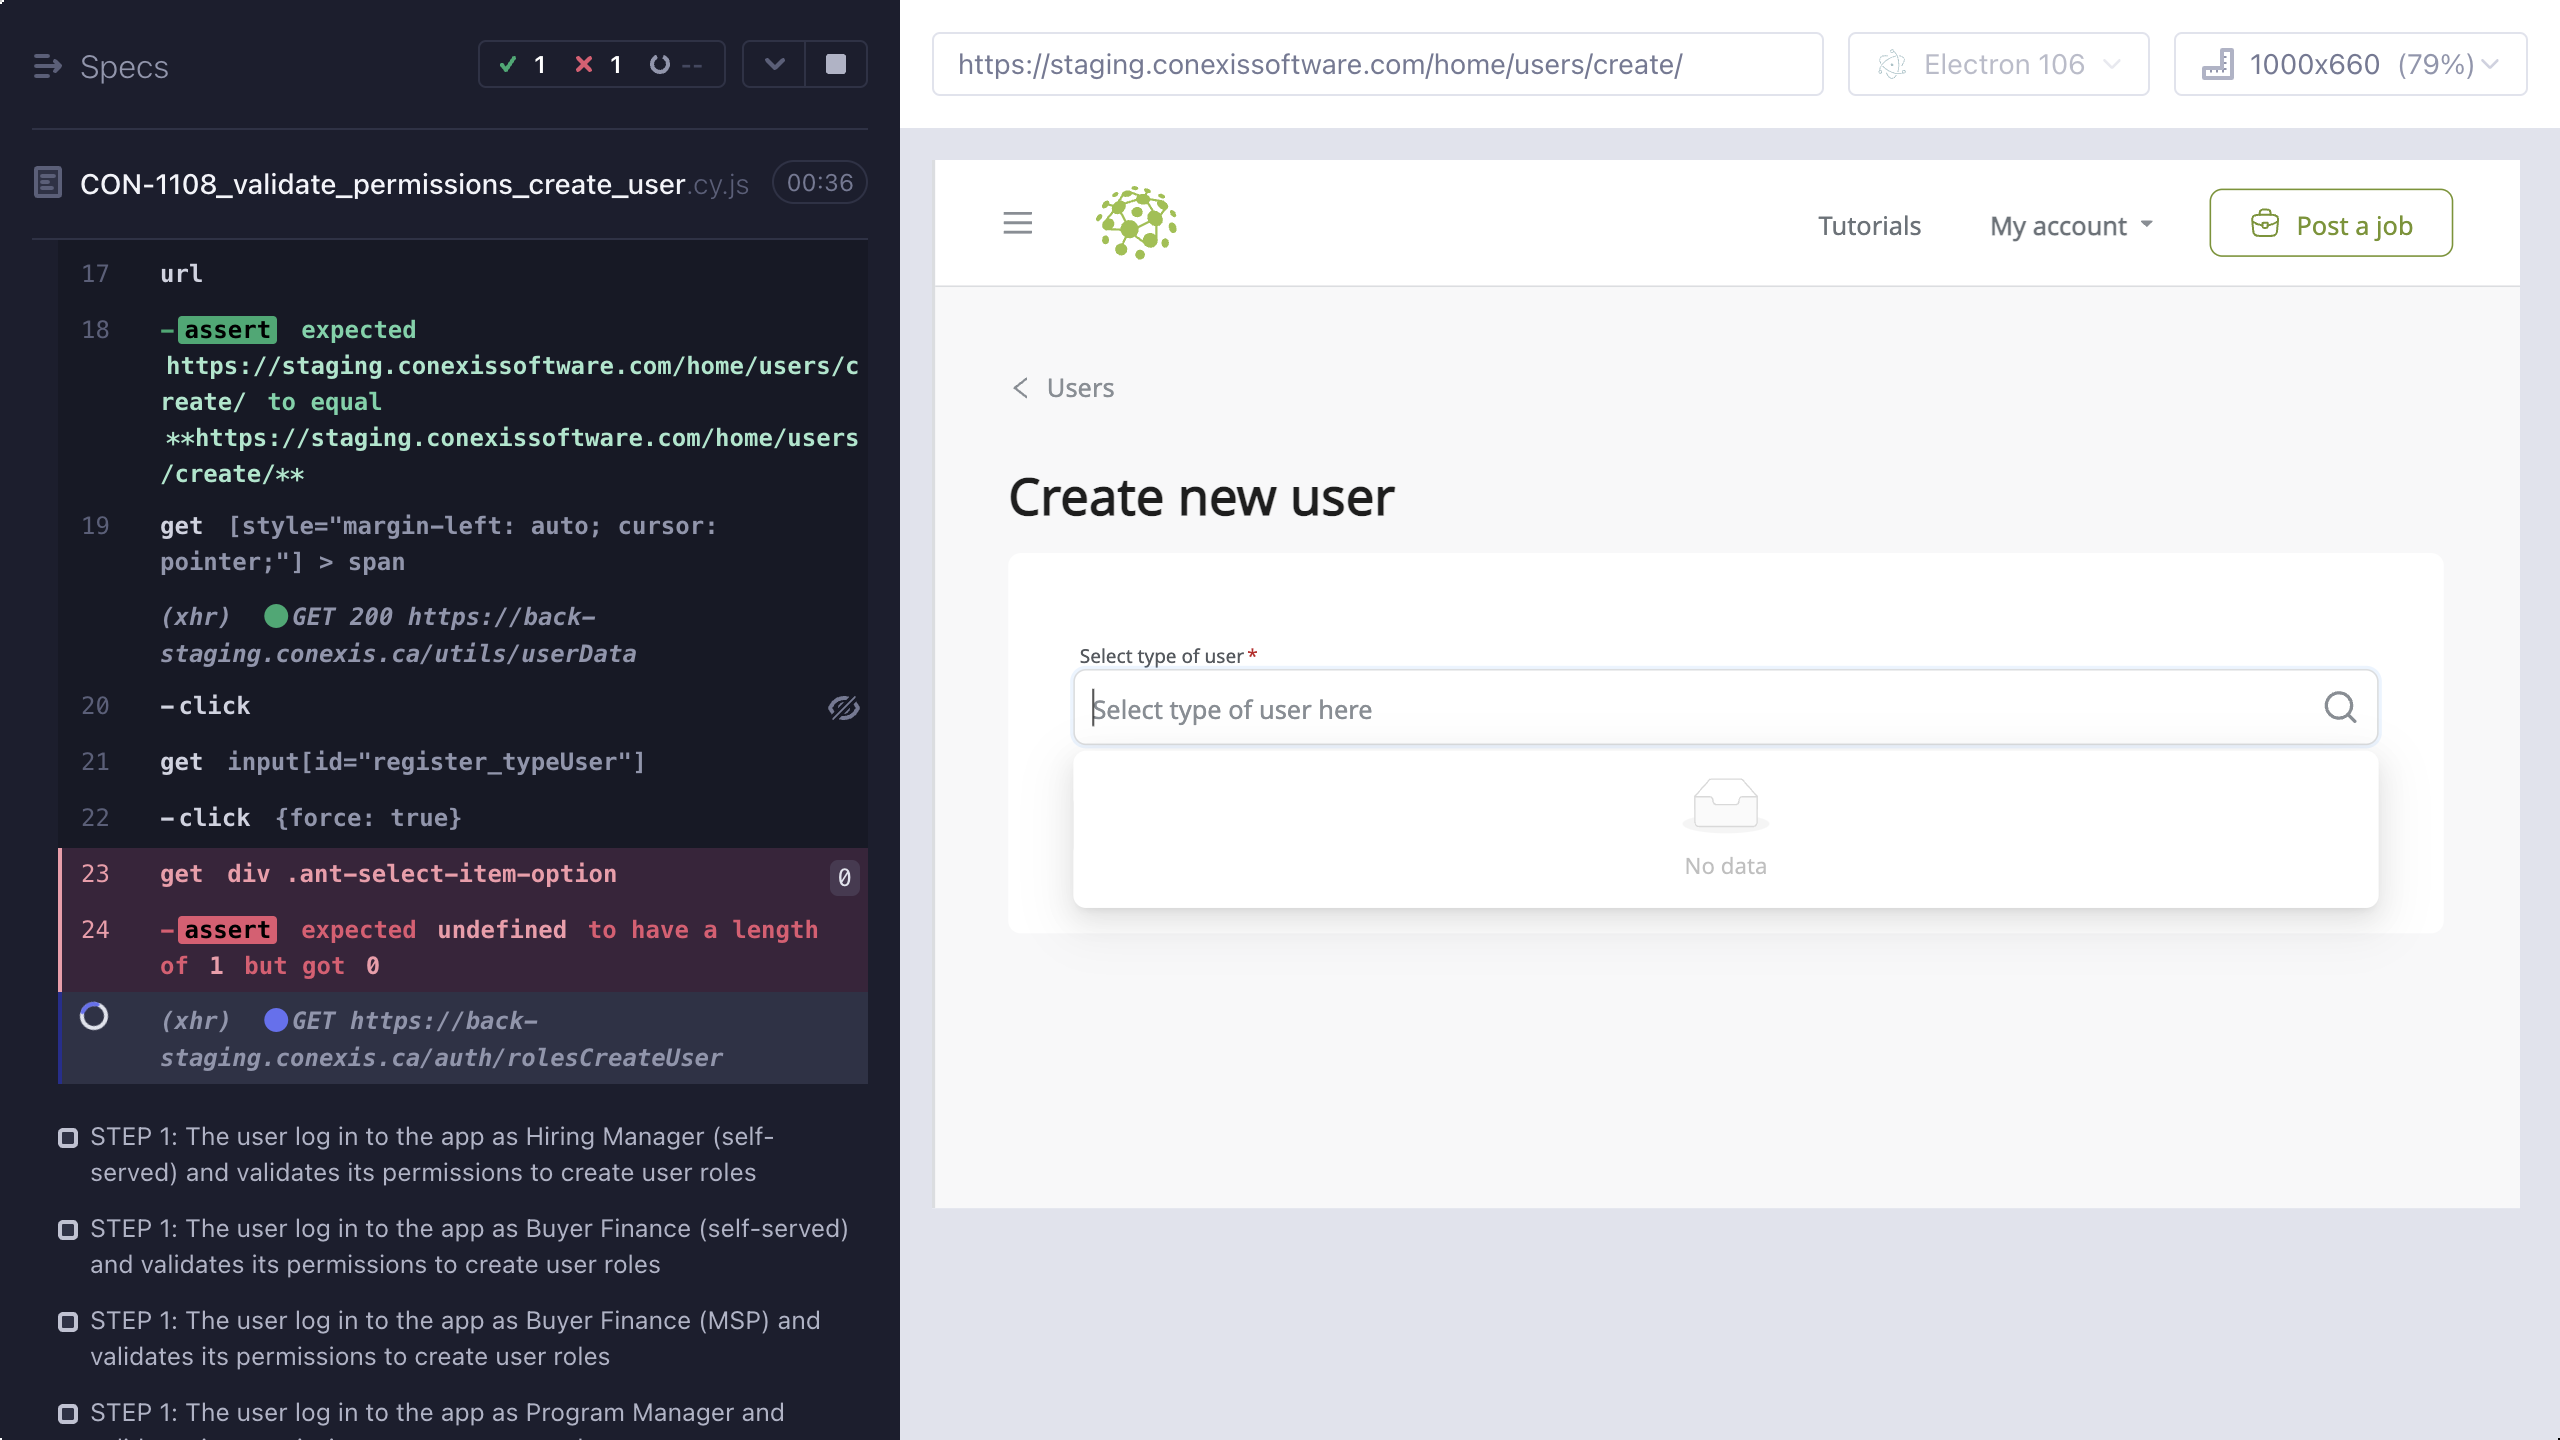 Specs
1 1 --
CON-1108_validate_permissions_create_user.cy.js 00:36
17 url
18 -assert expected
https://staging.conexissoftware.com/home/users/c
reate/ to equal
**https://staging.conexissoftware.com/home/users
/create/**
19 get [style="margin-left: auto; cursor:
pointer;"] > span
(xhr) GET 200 https://back-
staging.conexis.ca/utils/userData
20 -click
21 get input[id="register_typeUser"]
22 -click {force: true}
23 get div .ant-select-item-option 0
24 -assert expected undefined to have a length
of 1 but got 0
(xhr) GET https://back-
staging.conexis.ca/auth/rolesCreateUser
STEP 1: The user log in to the app as Hiring Manager (self-
served) and validates its permissions to create user roles
STEP 1: The user log in to the app as Buyer Finance (self-served)
and validates its permissions to create user roles
STEP 1: The user log in to the app as Buyer Finance (MSP) and
validates its permissions to create user roles
STEP 1: The user log in to the app as Program Manager and
https://staging.conexissoftware.com/home/users/create/
Electron 106
1000x660 (79%)
Tutorials
My account
Post a job
Users
Create new user
Select type of user*
Select type of user here
No data